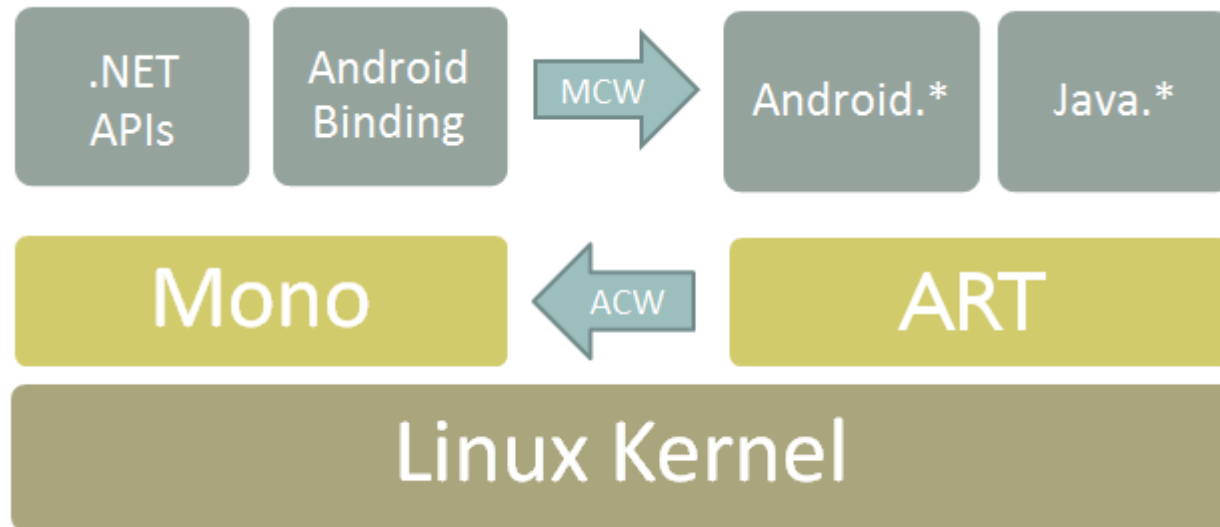 .NET
APIs
Android
Binding
MCW
Android.*
Java.*
Mono
ACW
ART
Linux Kernel